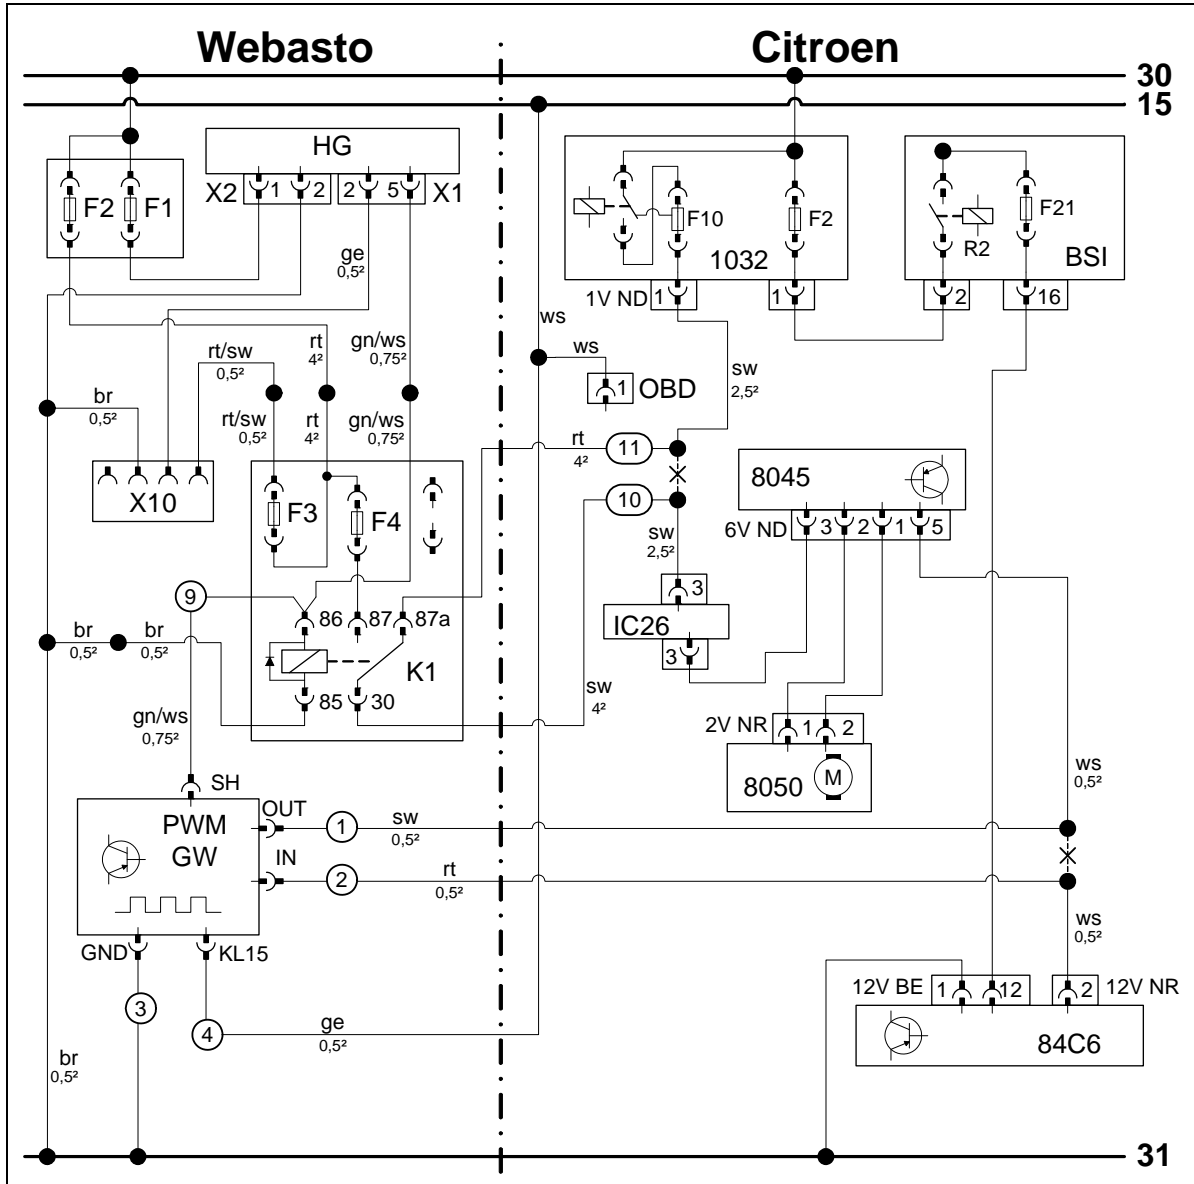 Webasto Citroen
30
15
HG
X2 1 2 2 5 X1
F2 F1
F10 F2
R2 F21
1032 BSI
ge
0,5²
1V ND 1 1 2 16
ws
rt
4²
gn/ws
0,75²
rt/sw
0,5²
ws
1 OBD
sw
2,5²
br
0,5²
rt/sw
0,5²
rt
4²
gn/ws
0,75²
rt
4²
11
X10
8045
10
F3 F4
sw
2,5²
6V ND 3 2 1 5
9
3
86 87 87a
IC26
br
0,5²
br
0,5²
3
K1
85 30
sw
4²
gn/ws
0,75²
2V NR 1 2
SH
8050 M
ws
0,5²
PWM
GW
OUT
1
sw
0,5²
IN
2
rt
0,5²
GND KL15
ws
0,5²
12V BE 1 12 2 12V NR
3
4
ge
0,5²
84C6
br
0,5²
31